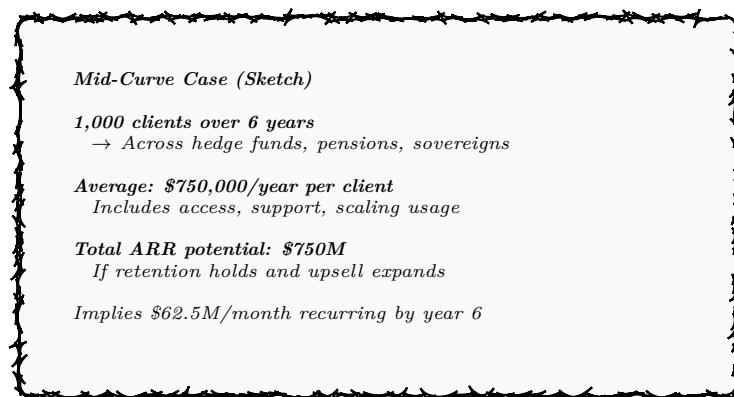 Mid-Curve Case (Sketch)
1,000 clients over 6 years
→ Across hedge funds, pensions, sovereigns
Average: $750,000/year per client
Includes access, support, scaling usage
Total ARR potential: $750M
If retention holds and upsell expands
Implies $62.5M/month recurring by year 6